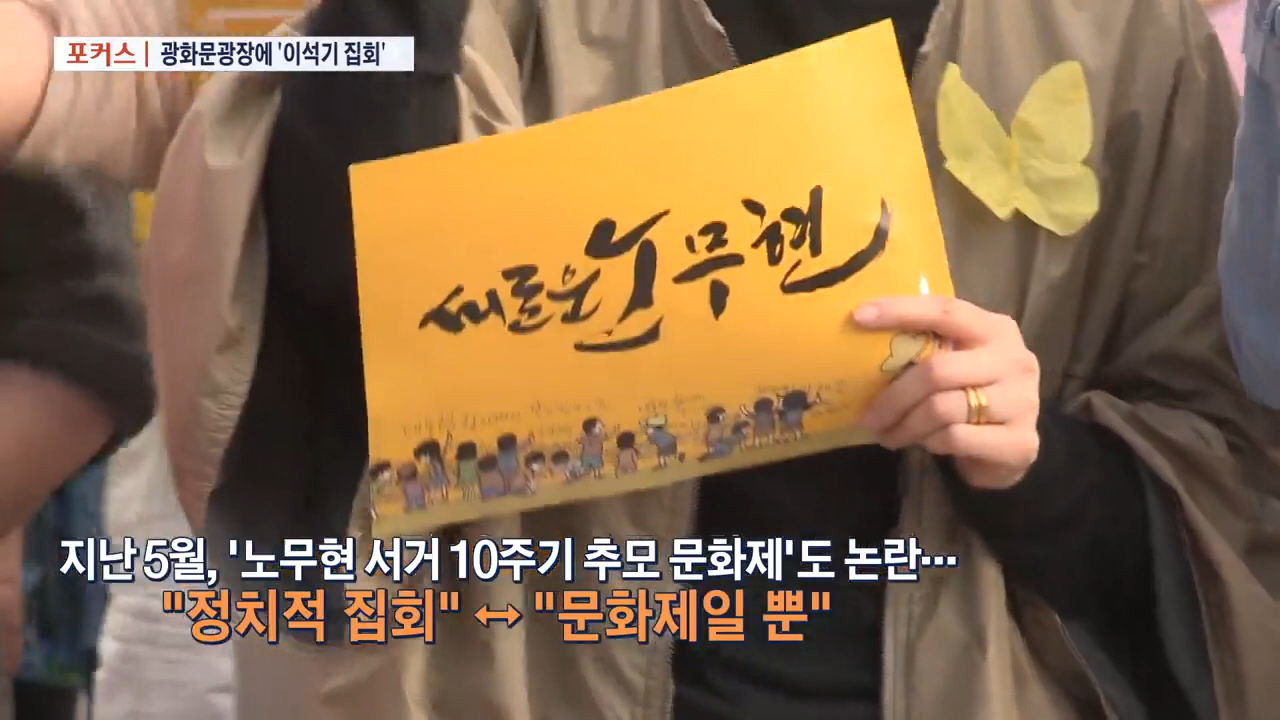 포커스 | 광화문광장에 '이석기 집회'
새로운 노무현
지난 5월, '노무현 서거 10주기 추모 문화제'도 논란…
"정치적 집회" ↔ "문화제일 뿐"